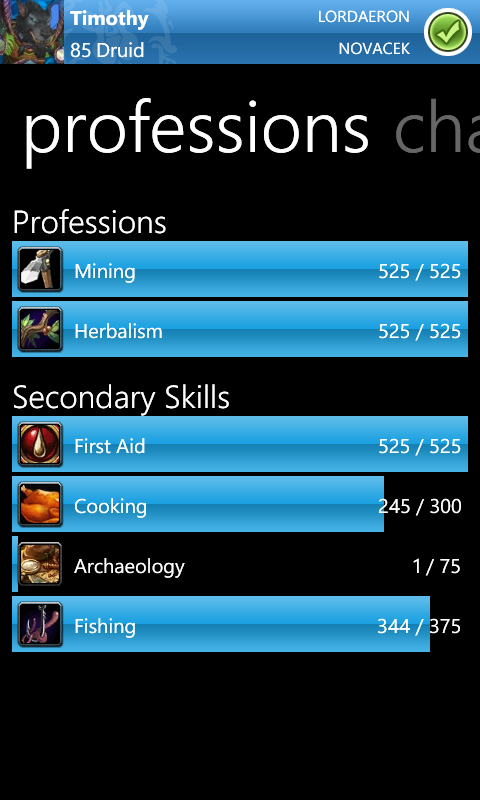 Timothy
LORDAERON
85 Druid
NOVACEK
professions cha
Professions
Mining 525 / 525
Herbalism 525 / 525
Secondary Skills
First Aid 525 / 525
Cooking 245 / 300
Archaeology 1 / 75
Fishing 344 / 375